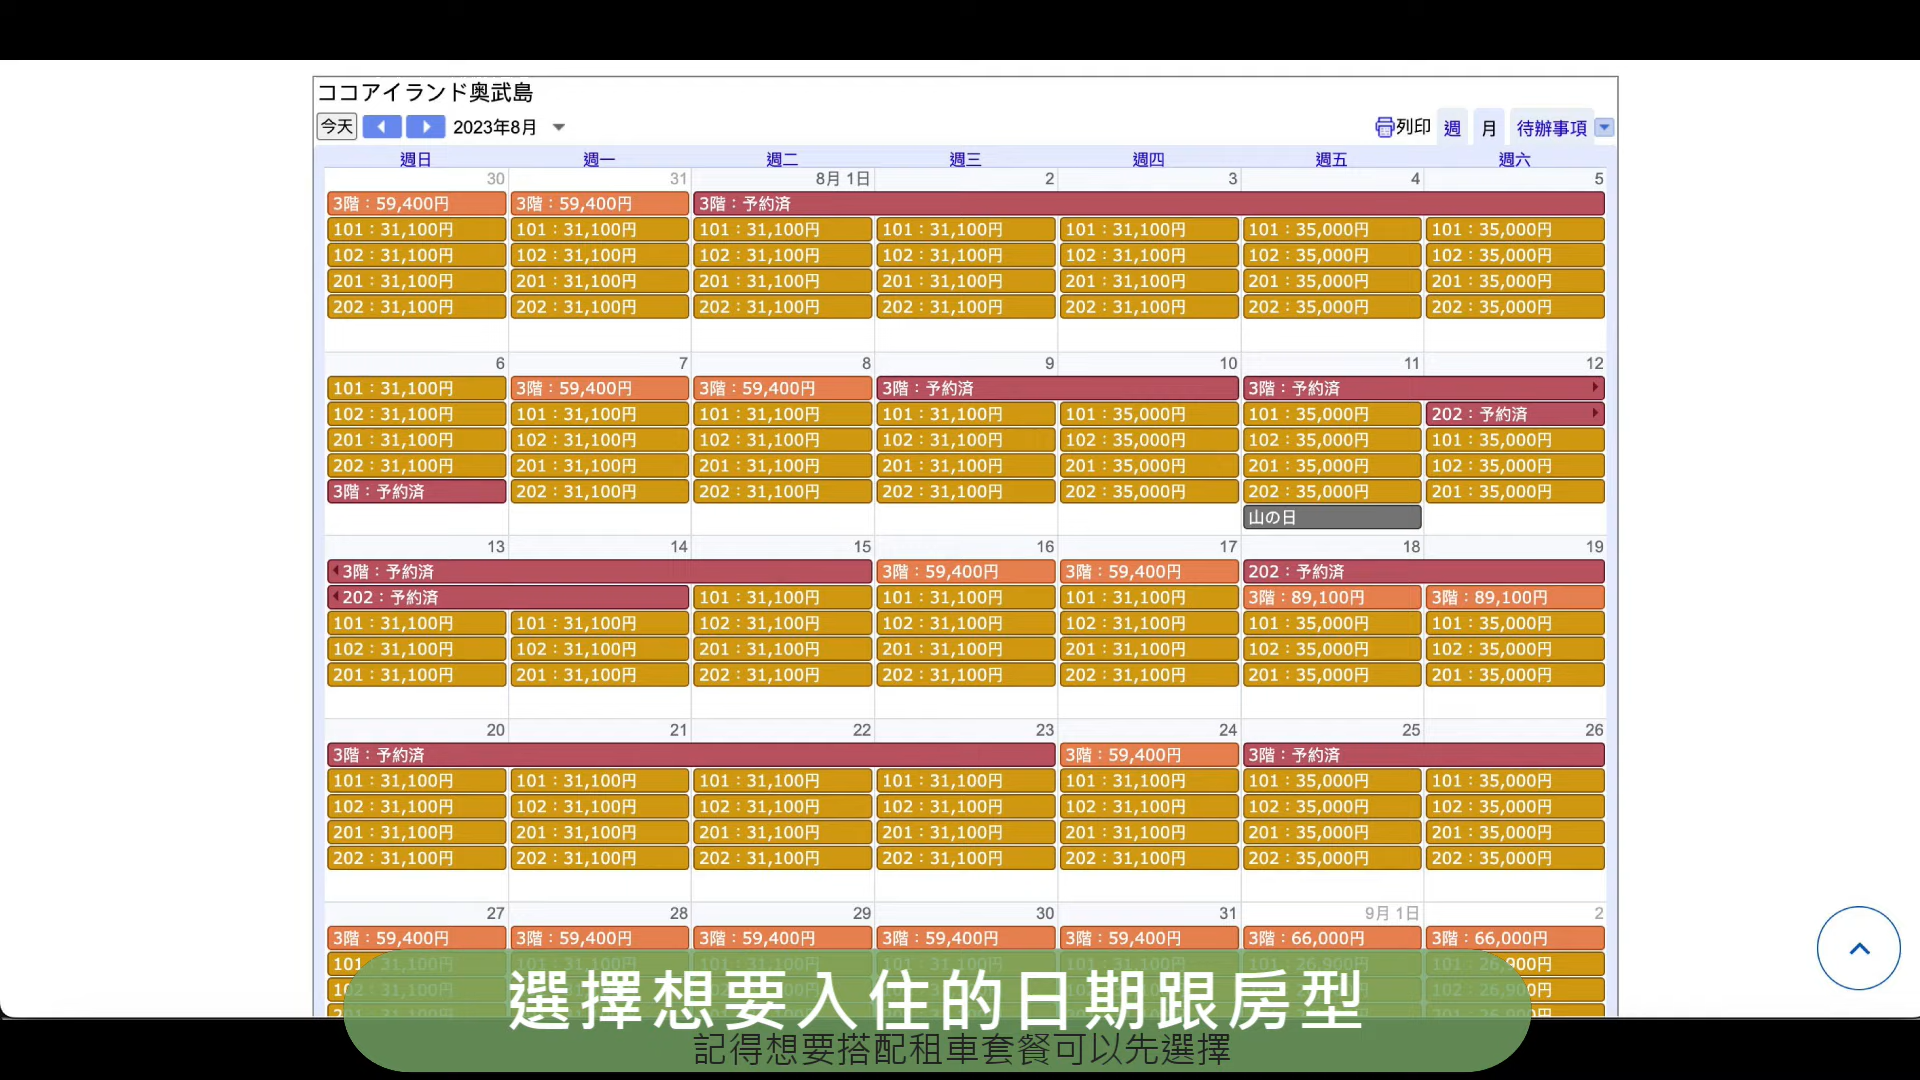 ココアイランド奥武島
今天 2023年8月 列印 週 月 待辦事項
週日 週一 週二 週三 週四 週五 週六
30 31 8月 1日 2 3 4 5
3階：59,400円 3階：59,400円 3階：予約済
101：31,100円 101：31,100円 101：31,100円 101：31,100円 101：31,100円 101：35,000円 101：35,000円
102：31,100円 102：31,100円 102：31,100円 102：31,100円 102：31,100円 102：35,000円 102：35,000円
201：31,100円 201：31,100円 201：31,100円 201：31,100円 201：31,100円 201：35,000円 201：35,000円
202：31,100円 202：31,100円 202：31,100円 202：31,100円 202：31,100円 202：35,000円 202：35,000円
6 7 8 9 10 11 12
101：31,100円 3階：59,400円 3階：59,400円 3階：予約済 3階：予約済
102：31,100円 101：31,100円 101：31,100円 101：31,100円 101：35,000円 101：35,000円 202：予約済
201：31,100円 102：31,100円 102：31,100円 102：31,100円 102：35,000円 102：35,000円 101：35,000円
202：31,100円 201：31,100円 201：31,100円 201：31,100円 201：35,000円 201：35,000円 102：35,000円
3階：予約済 202：31,100円 202：31,100円 202：31,100円 202：35,000円 202：35,000円 201：35,000円
山の日
13 14 15 16 17 18 19
3階：予約済 3階：59,400円 3階：59,400円 202：予約済
202：予約済 101：31,100円 101：31,100円 101：31,100円 3階：89,100円 3階：89,100円
101：31,100円 101：31,100円 102：31,100円 102：31,100円 102：31,100円 101：35,000円 101：35,000円
102：31,100円 102：31,100円 201：31,100円 201：31,100円 201：31,100円 102：35,000円 102：35,000円
201：31,100円 201：31,100円 202：31,100円 202：31,100円 202：31,100円 201：35,000円 201：35,000円
20 21 22 23 24 25 26
3階：予約済 3階：59,400円 3階：予約済
101：31,100円 101：31,100円 101：31,100円 101：31,100円 101：31,100円 101：35,000円 101：35,000円
102：31,100円 102：31,100円 102：31,100円 102：31,100円 102：31,100円 102：35,000円 102：35,000円
201：31,100円 201：31,100円 201：31,100円 201：31,100円 201：31,100円 201：35,000円 201：35,000円
202：31,100円 202：31,100円 202：31,100円 202：31,100円 202：31,100円 202：35,000円 202：35,000円
27 28 29 30 31 9月 1日 2
3階：59,400円 3階：59,400円 3階：59,400円 3階：59,400円 3階：59,400円 3階：66,000円 3階：66,000円
選擇想要入住的日期跟房型
記得想要搭配租車套餐可以先選擇